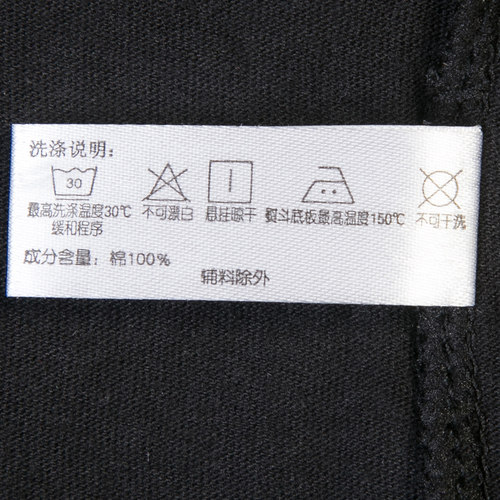 洗涤说明：
30
最高洗涤温度30℃ 不可漂白 悬挂晾干 熨斗底板最高温度150℃ 不可干洗
缓和程序
成分含量：棉100%
辅料除外